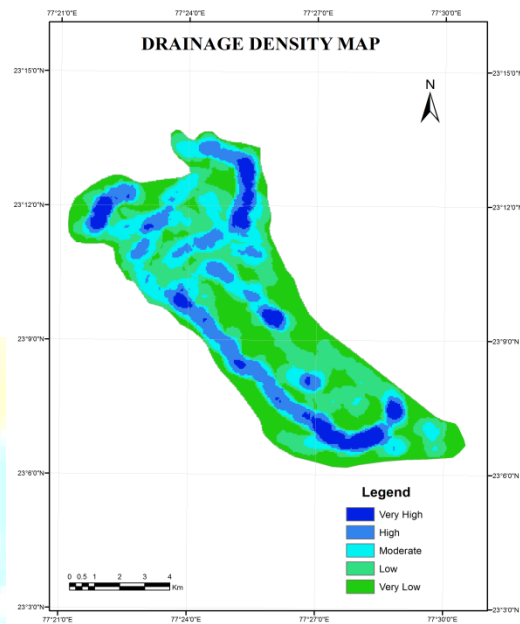 77°21'0"E 77°24'0"E 77°27'0"E 77°30'0"E
DRAINAGE DENSITY MAP
23°15'0"N 23°15'0"N
N
23°12'0"N 23°12'0"N
23°9'0"N 23°9'0"N
23°6'0"N 23°6'0"N
Legend
Very High
High
Moderate
Low
Very Low
0 0.5 1 2 3 4
Km
23°3'0"N 23°3'0"N
77°21'0"E 77°24'0"E 77°27'0"E 77°30'0"E